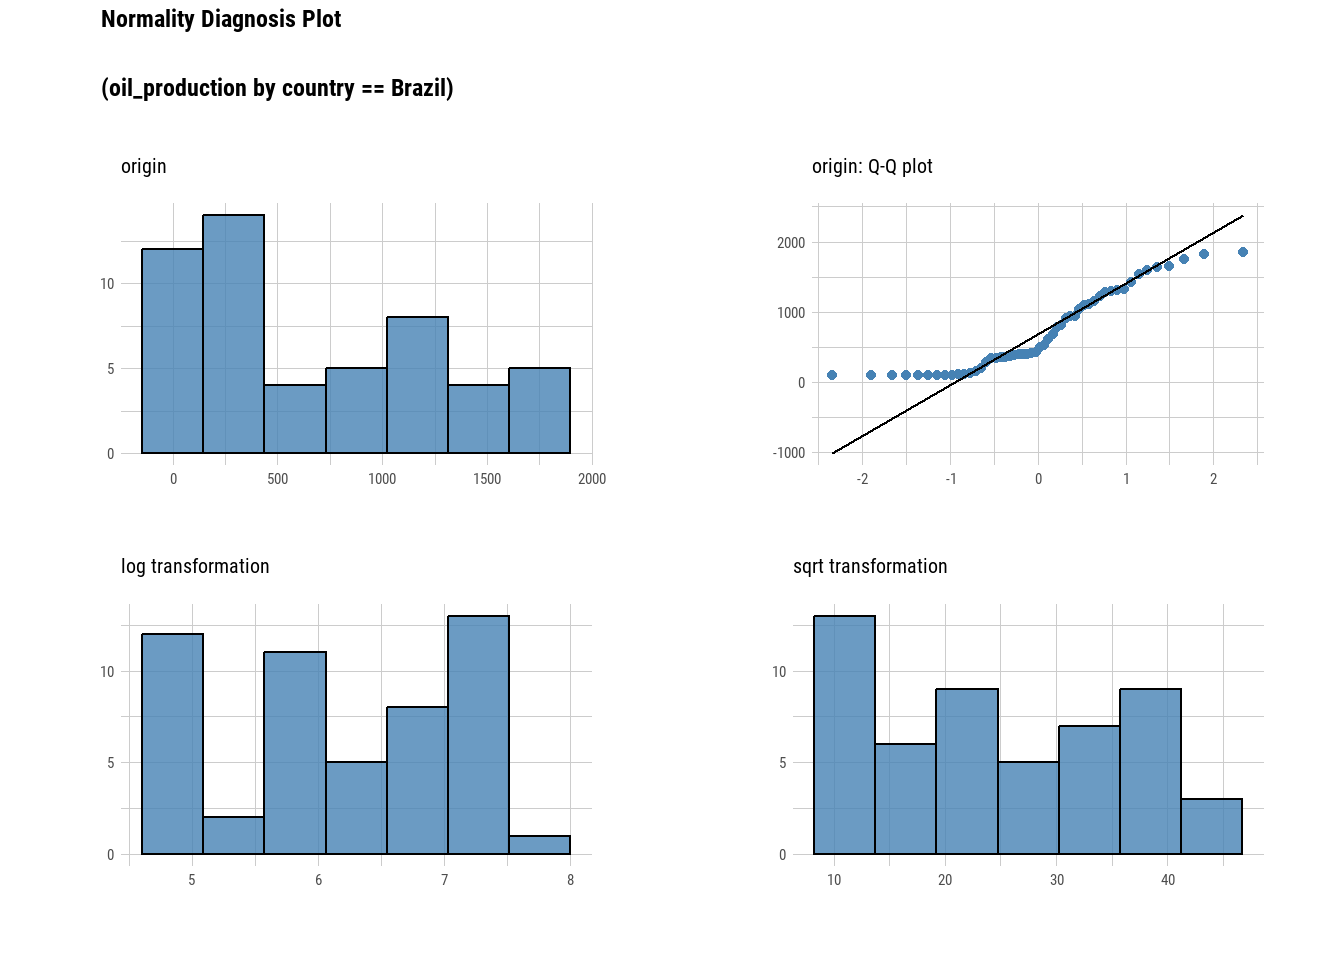 Normality Diagnosis Plot
(oil_production by country == Brazil)
origin
10
5
0
0 500 1000 1500 2000
origin: Q-Q plot
2000
1000
0
-1000
-2 -1 0 1 2
log transformation
10
5
0
5 6 7 8
sqrt transformation
10
5
0
10 20 30 40